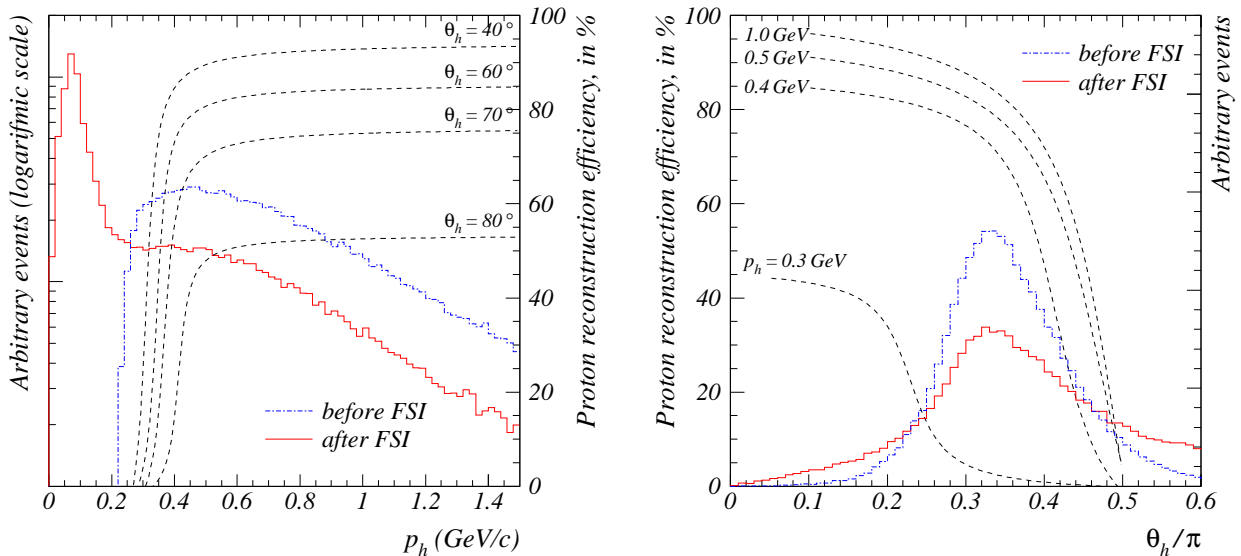 Arbitrary events (logarifmic scale)
θh = 40°
θh = 60°
θh = 70°
θh = 80°
before FSI
after FSI
0 0.2 0.4 0.6 0.8 1 1.2 1.4
ph (GeV/c)
100
80
60
40
20
0
Proton reconstruction efficiency, in %
Proton reconstruction efficiency, in %
100
80
60
40
20
0
1.0 GeV
0.5 GeV
0.4 GeV
ph = 0.3 GeV
before FSI
after FSI
0 0.1 0.2 0.3 0.4 0.5 0.6
θh/π
Arbitrary events